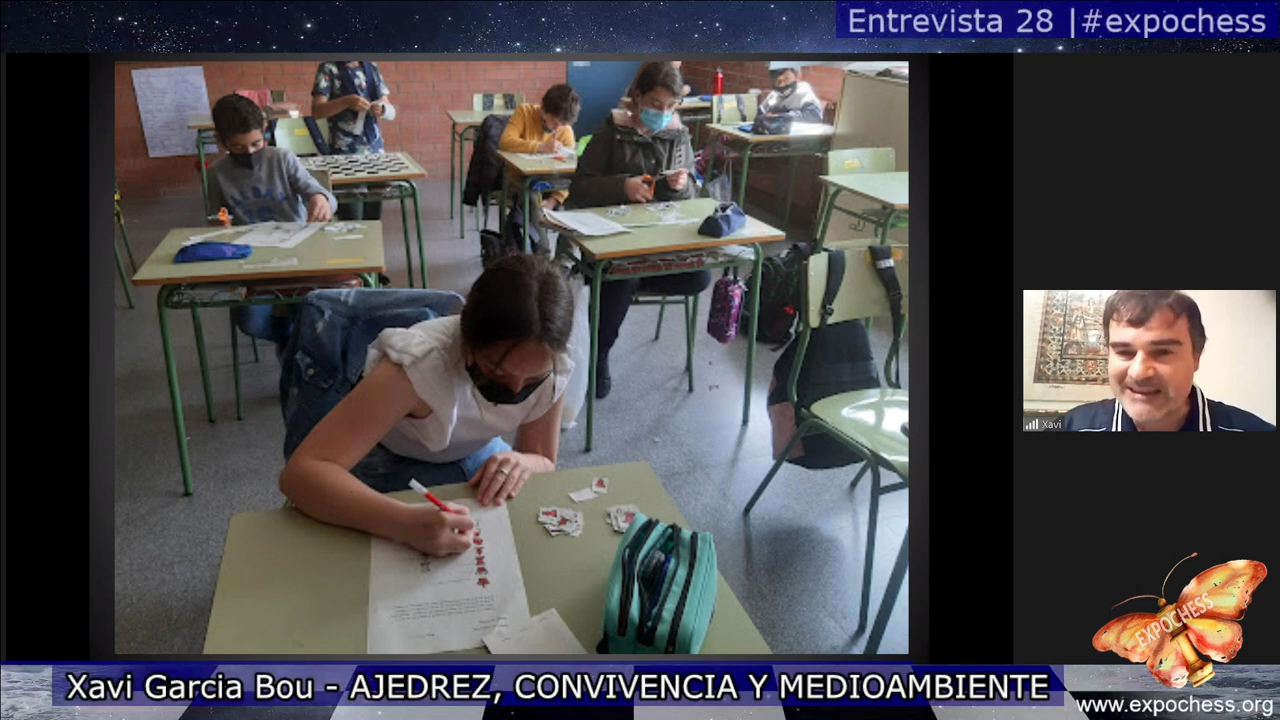 Entrevista 28 |#expochess
Xavi
EXPOCHESS
Xavi Garcia Bou - AJEDREZ, CONVIVENCIA Y MEDIOAMBIENTE
www.expochess.org